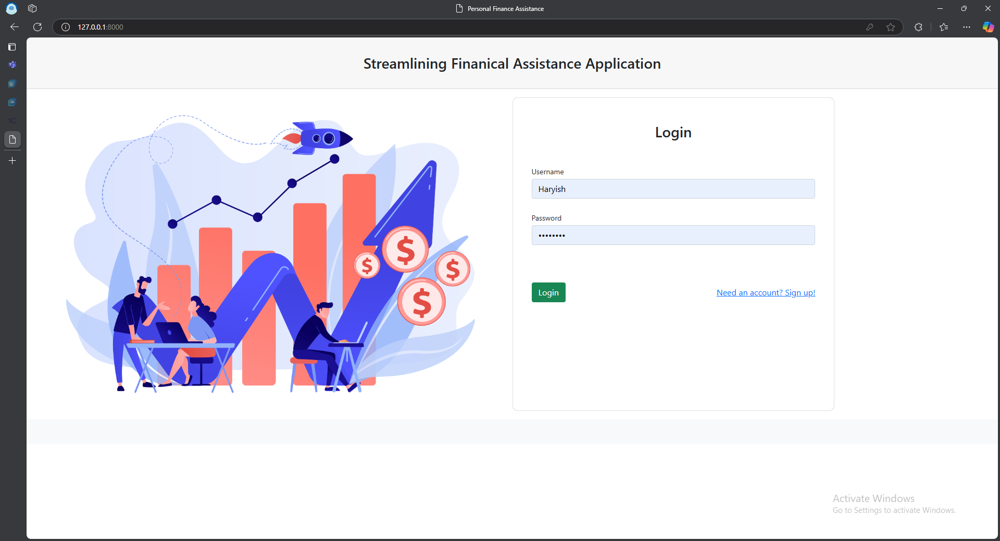 Personal Finance Assistance
127.0.0.1:8000
Streamlining Finanical Assistance Application
Login
Username
Haryish
Password
••••••••
Login
Need an account? Sign up!
$
$
$
$
1C
Activate Windows
Go to Settings to activate Windows.